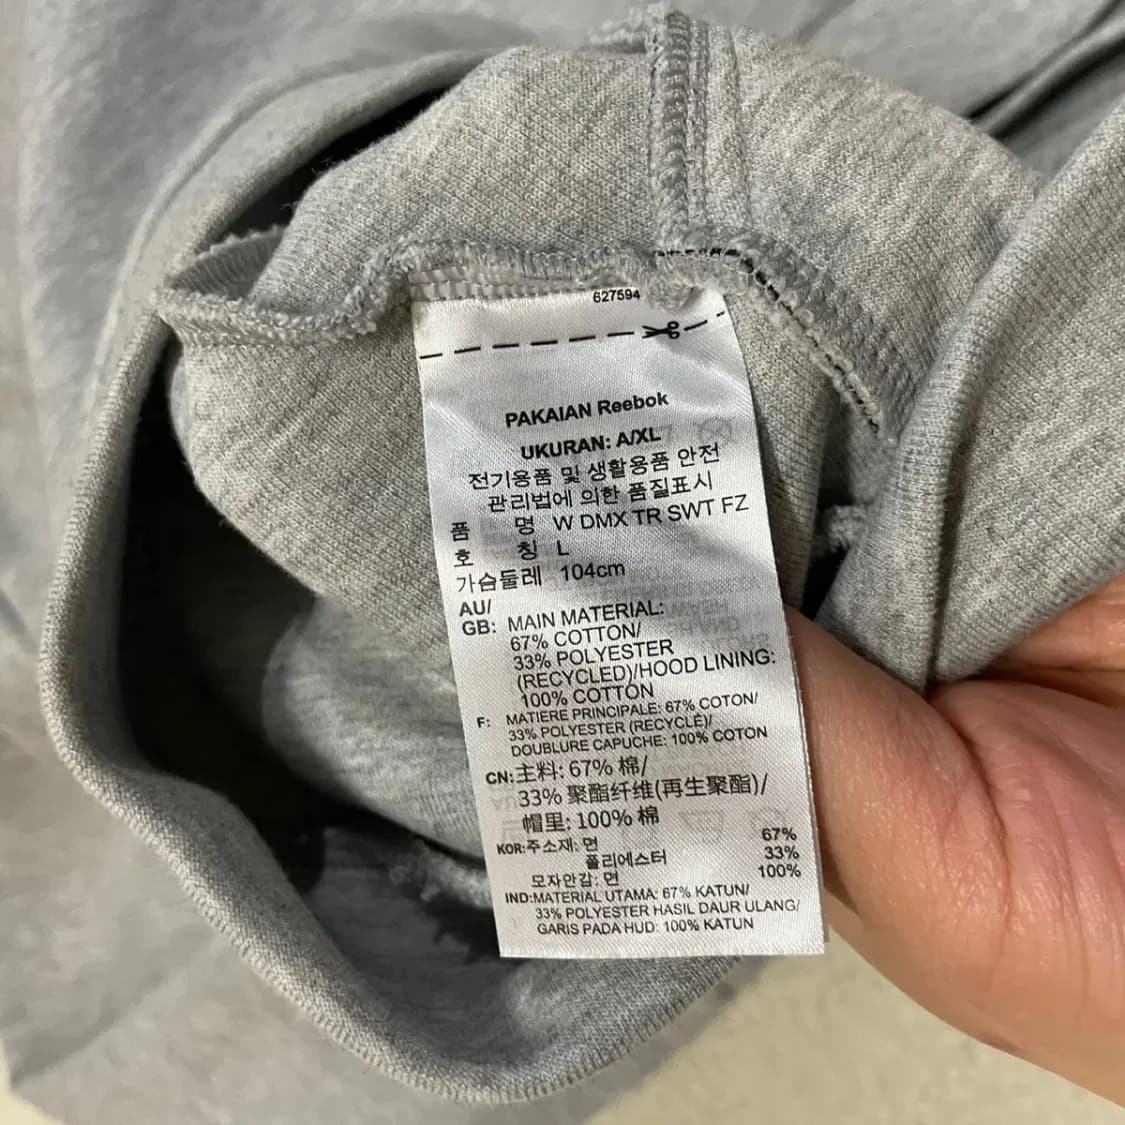 627594
PAKAIAN Reebok
UKURAN: A/XL
전기용품 및 생활용품 안전
관리법에 의한 품질표시
품 명 W DMX TR SWT FZ
호 칭 L
가슴둘레 104cm
AU/
GB: MAIN MATERIAL:
67% COTTON/
33% POLYESTER
(RECYCLED)/HOOD LINING:
100% COTTON
F: MATIERE PRINCIPALE: 67% COTON/
33% POLYESTER (RECYCLÉ)/
DOUBLURE CAPUCHE: 100% COTON
CN:主料: 67% 棉/
33% 聚酯纤维(再生聚酯)/
帽里: 100% 棉
KOR:주소재: 면 67%
폴리에스터 33%
모자안감: 면 100%
IND:MATERIAL UTAMA: 67% KATUN/
33% POLYESTER HASIL DAUR ULANG/
GARIS PADA HUD: 100% KATUN